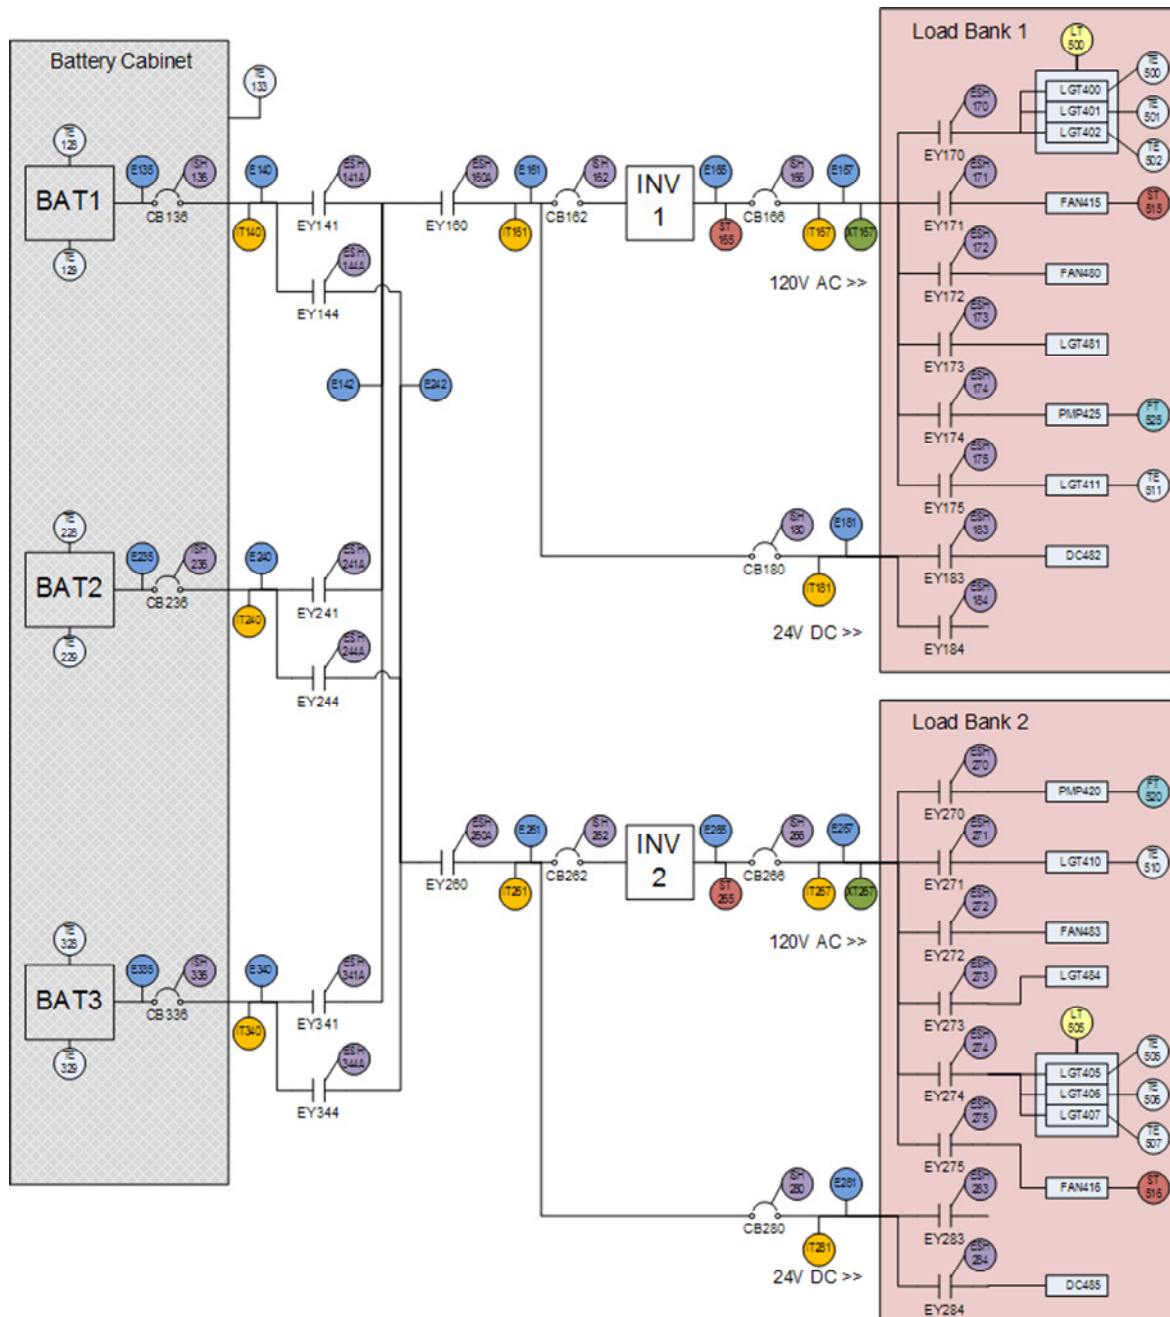 Battery Cabinet
Load Bank 1
LT
500
TE
133
TE
500
LGT400
TE
501
LGT401
LGT402
TE
502
ESH
170
EY170
TE
128
BAT1
TE
129
E135
ISH
136
CB136
E140
IT140
ESH
141A
EY141
ESH
144A
EY144
ESH
160A
EY160
E161
IT161
ISH
162
CB162
INV
1
E165
ST
165
ISH
166
CB166
E167
IT167
XT167
120V AC >>
ESH
171
EY171
FAN415
ST
515
ESH
172
EY172
FAN480
ESH
173
EY173
LGT481
E142
E242
ESH
174
EY174
PMP425
FT
525
ESH
175
EY175
LGT411
TE
511
TE
228
BAT2
TE
229
E235
ISH
236
CB236
E240
IT240
ESH
241A
EY241
ESH
244A
EY244
ISH
180
CB180
E181
IT181
24V DC >>
ESH
183
EY183
DC482
ESH
184
EY184
Load Bank 2
ESH
270
EY270
PMP420
FT
520
ESH
260A
EY260
E261
IT261
ISH
262
CB262
INV
2
E265
ST
265
ISH
266
CB266
E267
IT267
XT267
120V AC >>
ESH
271
EY271
LGT410
TE
510
ESH
272
EY272
FAN483
ESH
273
EY273
LGT484
TE
328
BAT3
TE
329
E335
ISH
336
CB336
E340
IT340
ESH
341A
EY341
ESH
344A
EY344
LT
505
ESH
274
EY274
LGT405
LGT406
LGT407
TE
505
TE
506
TE
507
ESH
275
EY275
FAN416
ST
516
ISH
280
CB280
E281
IT281
24V DC >>
ESH
283
EY283
ESH
284
EY284
DC485